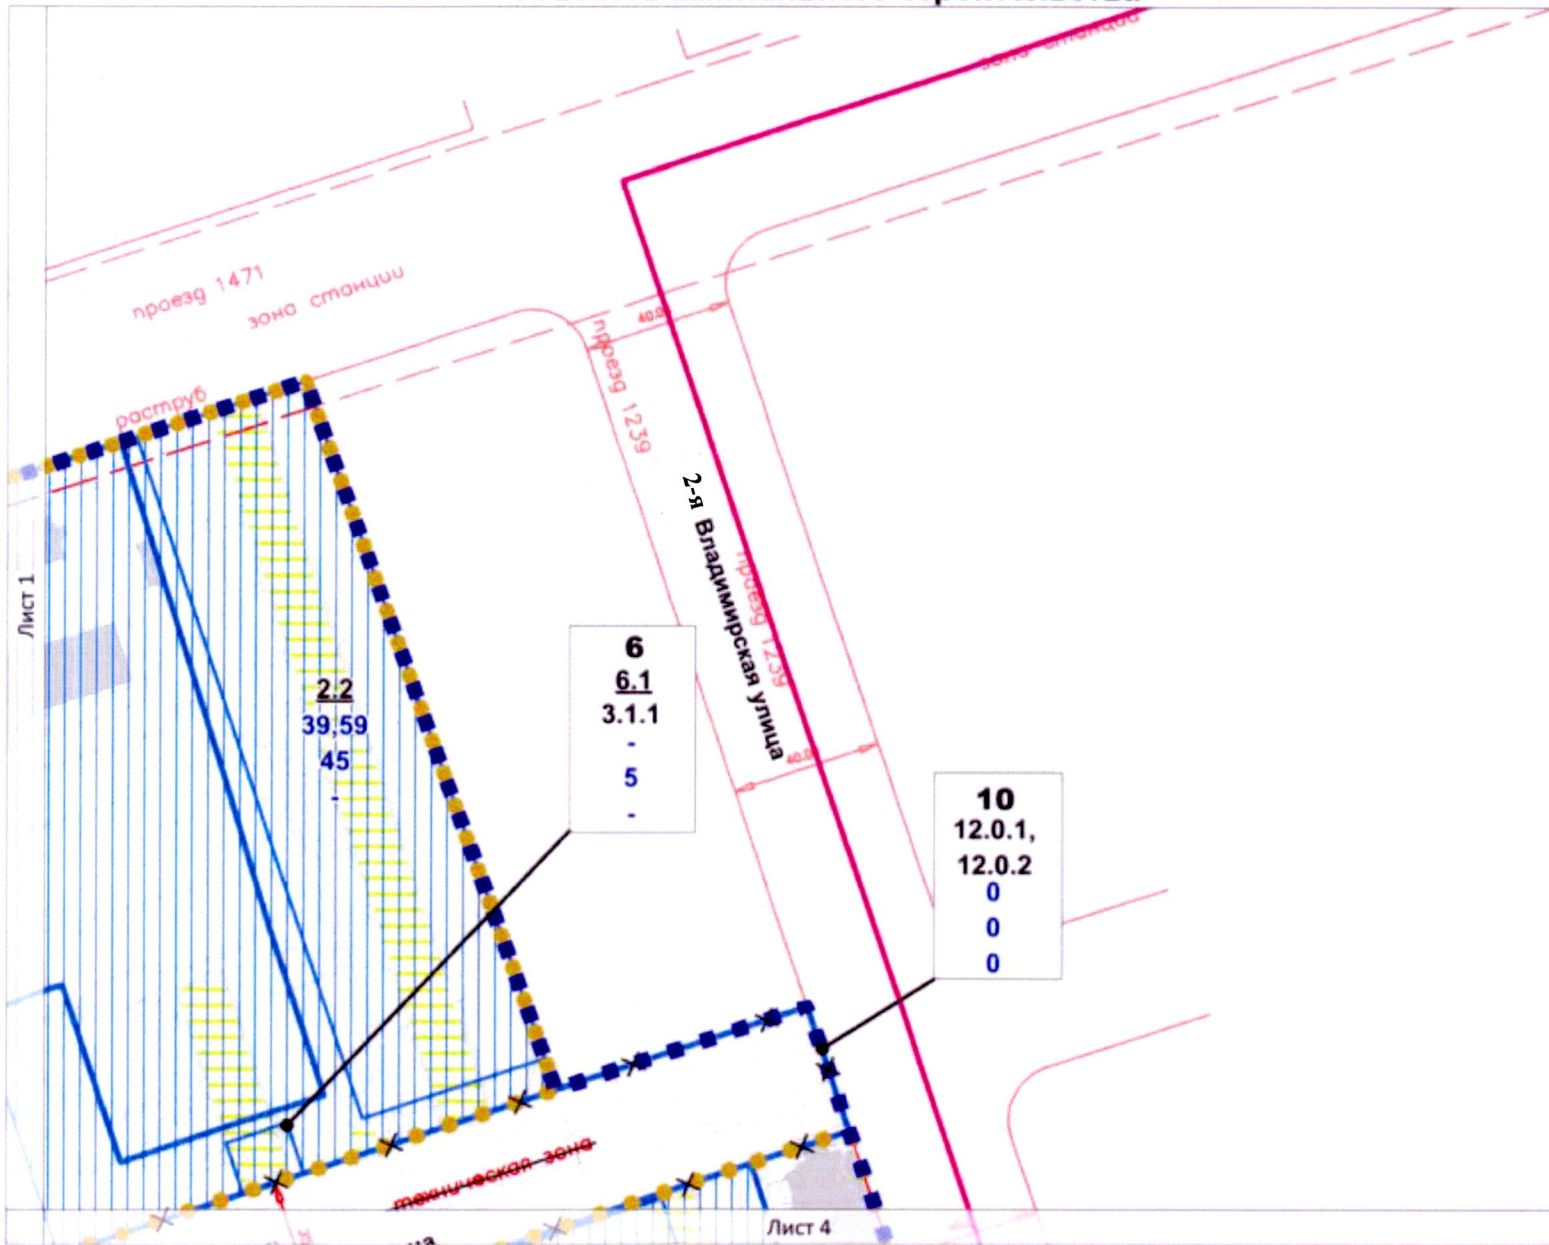 зона станции
проезд 1471
зона станции
40.0
проезд 1239
раструб
2-я Владимирская улица
проезд 1239
Лист 1
6
6.1
3.1.1
-
5
-
2.2
39,59
45
-
40.0
10
12.0.1,
12.0.2
0
0
0
техническая зона
Лист 4